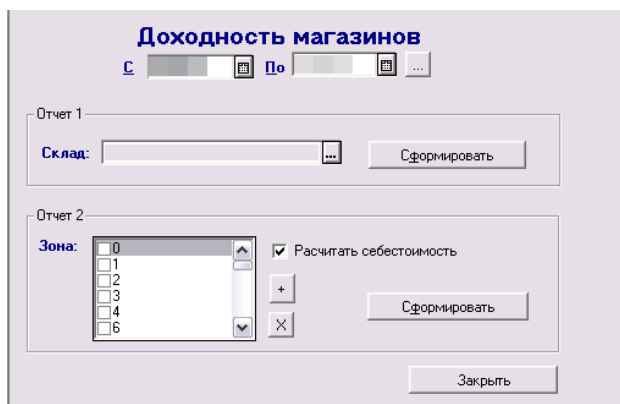 Доходность магазинов
С По ...
Отчет 1
Склад: ... Сформировать
Отчет 2
Зона: 0
1
2
3
4
6
Расчитать себестоимость
+
X
Сформировать
Закрыть